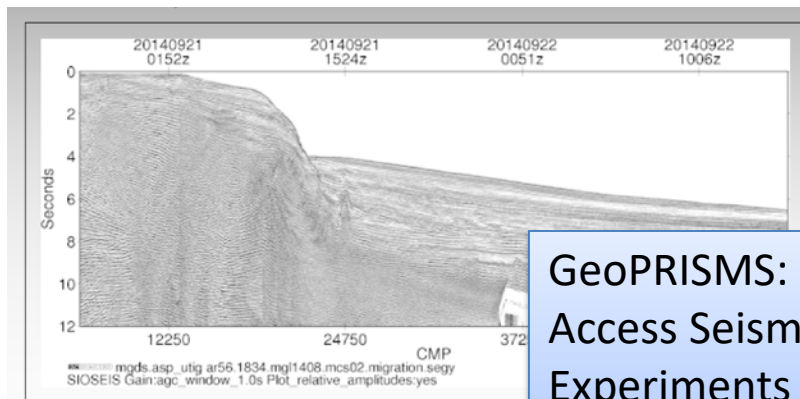 20140921 20140921 20140922 20140922
0152z 1524z 0051z 1006z
0
2
4
6
8
10
12
Seconds
12250 24750 372
CMP
mgds.asp_utig ar56.1834.mgl1408.mcs02.migration.segy
SIOSEIS Gain:agc_window_1.0s Plot_relative_amplitudes:yes
GeoPRISMS:
Access Seism
Experiments